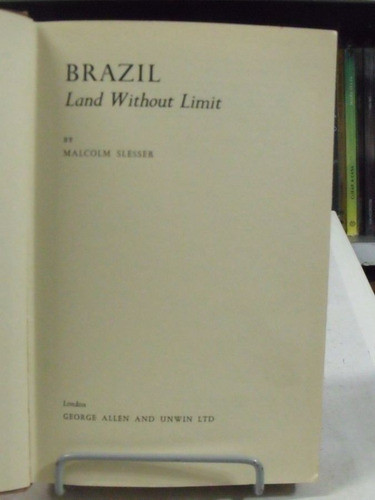 BRAZIL
Land Without Limit
BY
MALCOLM SLESSER
London
GEORGE ALLEN AND UNWIN LTD